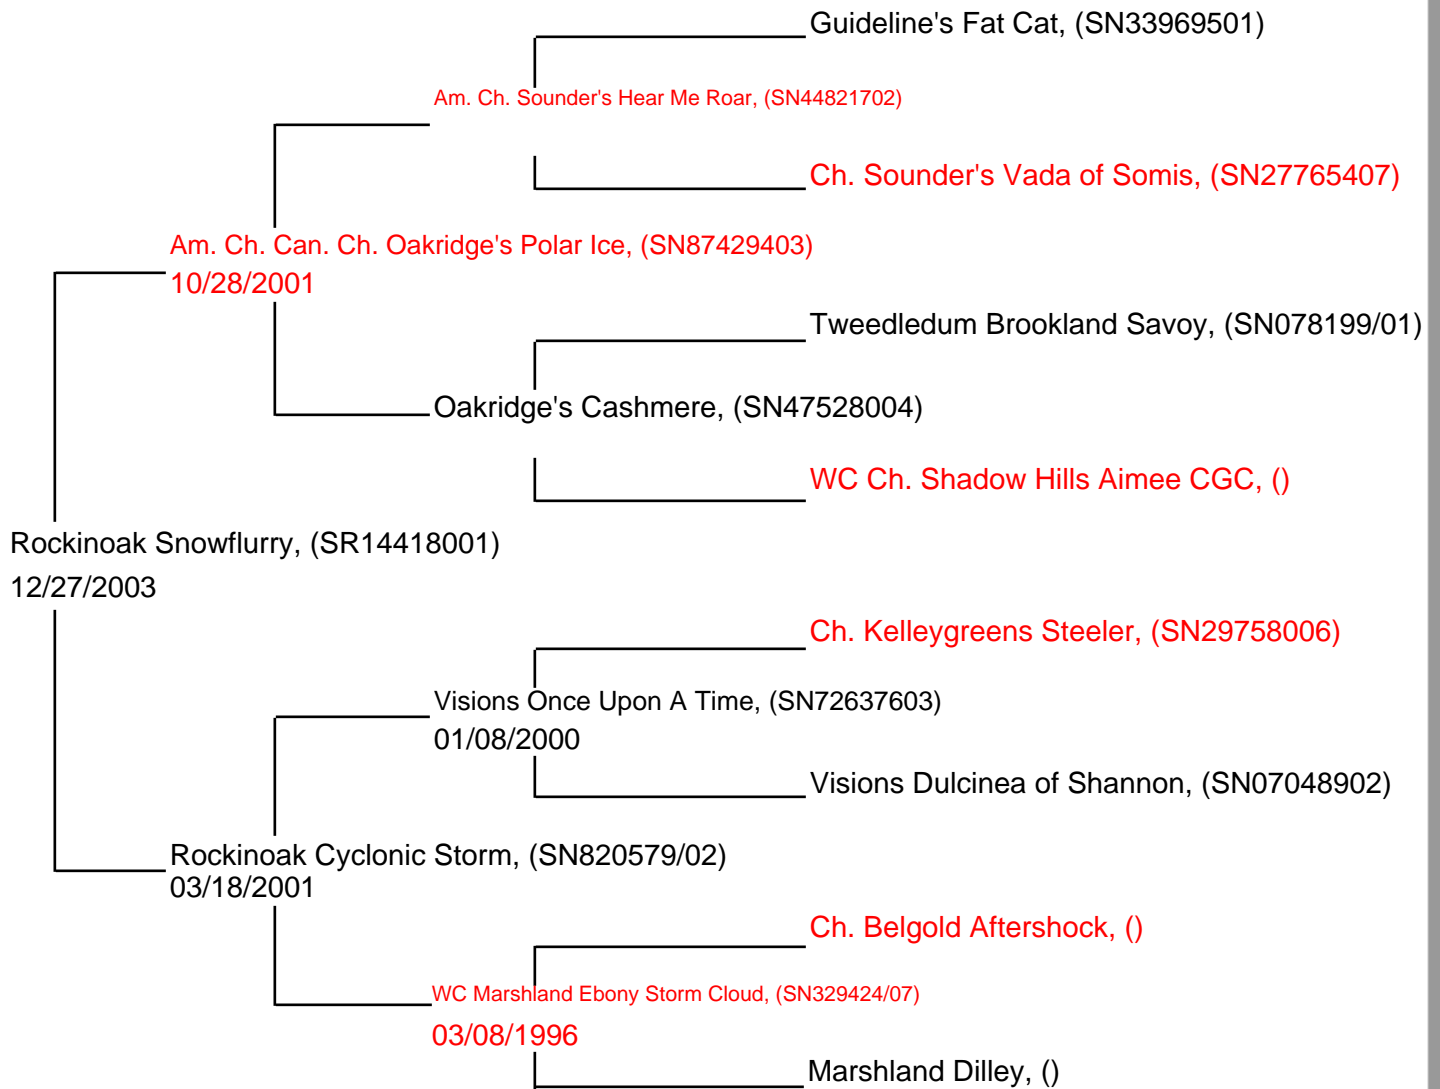 Guideline's Fat Cat, (SN33969501)
Am. Ch. Sounder's Hear Me Roar, (SN44821702)
Ch. Sounder's Vada of Somis, (SN27765407)
Am. Ch. Can. Ch. Oakridge's Polar Ice, (SN87429403)
10/28/2001
Tweedledum Brookland Savoy, (SN078199/01)
Oakridge's Cashmere, (SN47528004)
WC Ch. Shadow Hills Aimee CGC, ()
Rockinoak Snowflurry, (SR14418001)
12/27/2003
Ch. Kelleygreens Steeler, (SN29758006)
Visions Once Upon A Time, (SN72637603)
01/08/2000
Visions Dulcinea of Shannon, (SN07048902)
Rockinoak Cyclonic Storm, (SN820579/02)
03/18/2001
Ch. Belgold Aftershock, ()
WC Marshland Ebony Storm Cloud, (SN329424/07)
03/08/1996
Marshland Dilley, ()